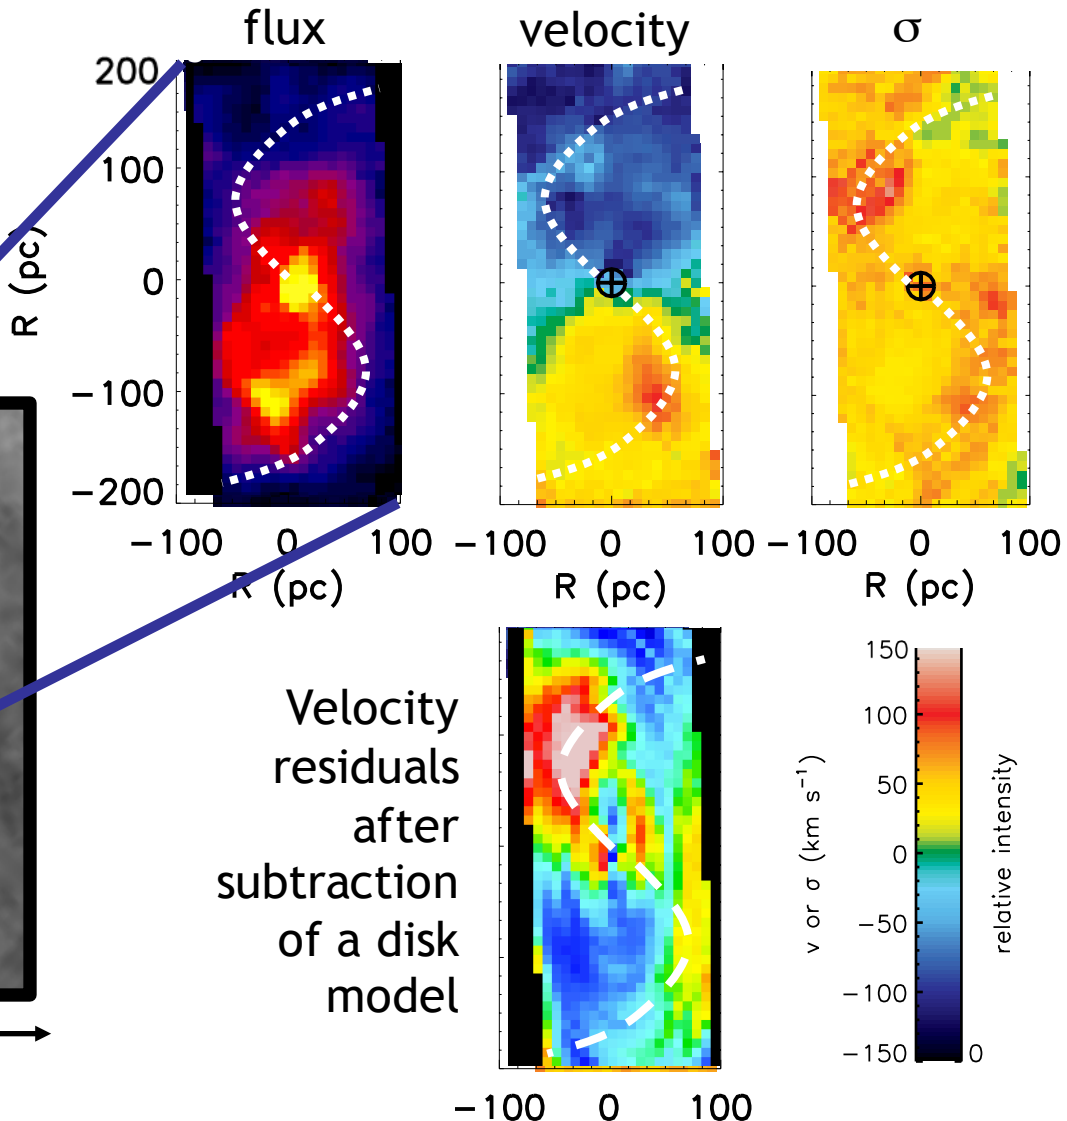 flux
velocity
σ
200
100
0
−100
−200
R (pc)
−100 0 100
−100 0 100
−100 0 100
R (pc)
R (pc)
R (pc)
Velocity
residuals
after
subtraction
of a disk
model
−100 0 100
v or σ (km s⁻¹)
150
100
50
0
−50
−100
−150
0
relative intensity